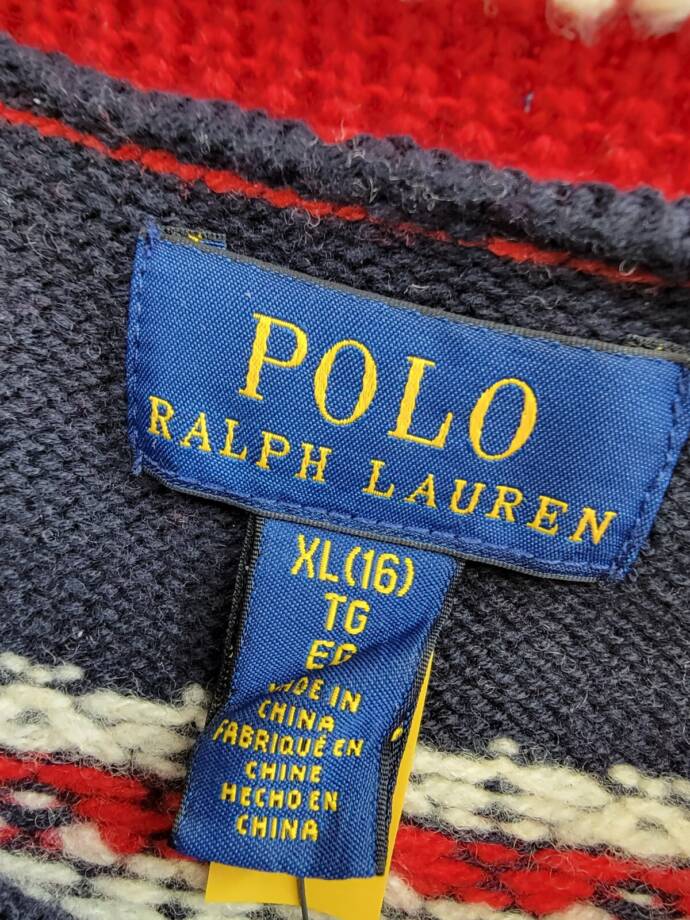 POLO
RALPH LAUREN
XL(16)
TG
EG
MADE IN
CHINA
FABRIQUÉ EN
CHINE
HECHO EN
CHINA